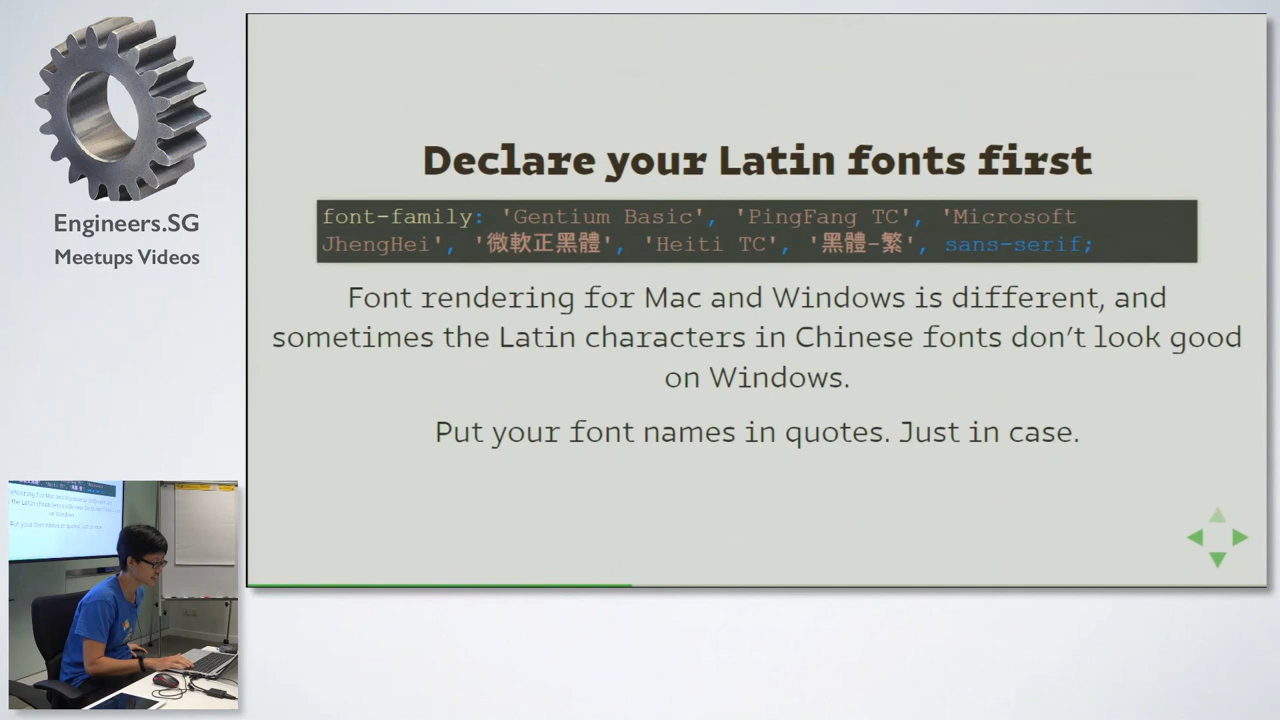 Engineers.SG
Meetups Videos
Declare your Latin fonts first
font-family: 'Gentium Basic', 'PingFang TC', 'Microsoft
JhengHei', '微軟正黑體', 'Heiti TC', '黑體-繁', sans-serif;
Font rendering for Mac and Windows is different, and
sometimes the Latin characters in Chinese fonts don't look good
on Windows.
Put your font names in quotes. Just in case.